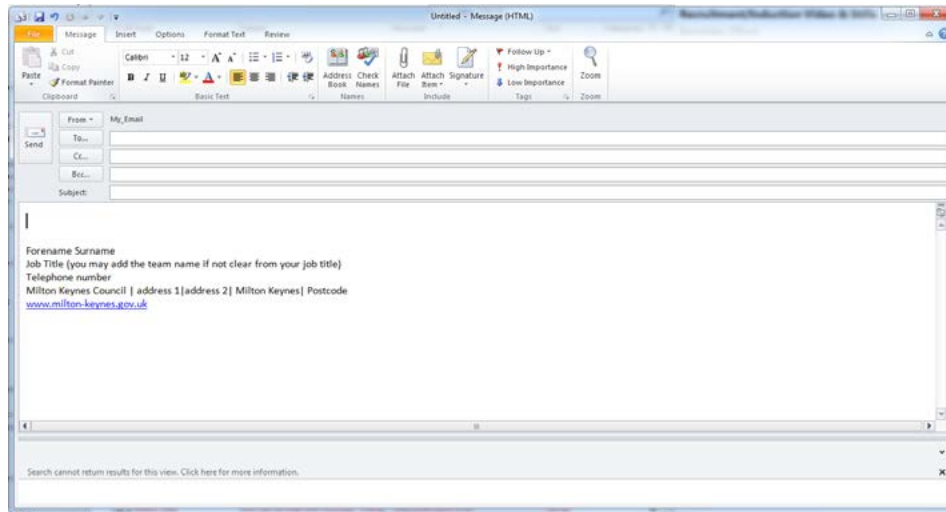 Untitled - Message (HTML)
File Message Insert Options Format Text Review
Paste
Cut
Copy
Format Painter
Clipboard
Calibri 12
B I U
Basic Text
Address Book
Check Names
Names
Attach File
Attach Item
Signature
Include
Follow Up
High Importance
Low Importance
Tags
Zoom
Zoom
Send
From My_Email
To...
Cc...
Bcc...
Subject:
Forename Surname
Job Title (you may add the team name if not clear from your job title)
Telephone number
Milton Keynes Council | address 1|address 2| Milton Keynes| Postcode
www.milton-keynes.gov.uk
Search cannot return results for this view. Click here for more information.